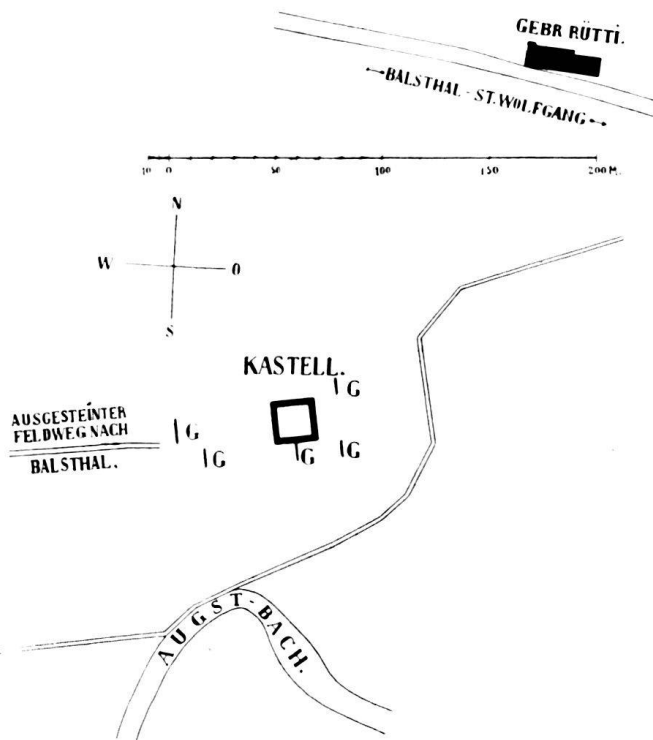 GEBR RÜTTI.
BALSTHAL - ST. WOLFGANG
10 0 50 100 150 200 M.
N
W O
S
KASTELL.
G
AUSGESTEINTER
FELDWEG NACH
BALSTHAL.
G
G
G
G
AUGST-BACH.